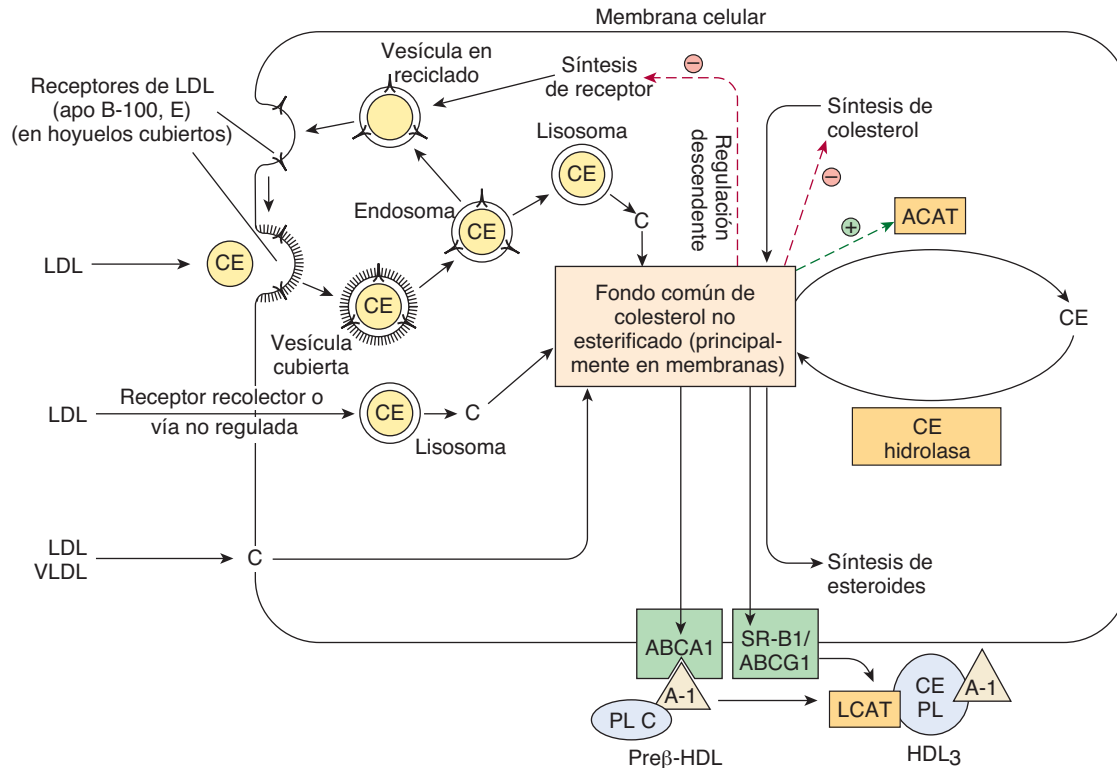 Membrana celular
Vesícula en
reciclado
Síntesis
de receptor
−
Receptores de LDL
(apo B-100, E)
(en hoyuelos cubiertos)
Síntesis de
colesterol
−
Lisosoma
CE
Regulación
descendente
ACAT
+
Endosoma
CE
C
LDL
CE
CE
Vesícula
cubierta
Fondo común de
colesterol no
esterificado (principal-
mente en membranas)
CE
LDL
Receptor recolector o
vía no regulada
CE
C
Lisosoma
CE
hidrolasa
LDL
VLDL
C
Síntesis de
esteroides
ABCA1
SR-B1/
ABCG1
A-1
PL C
Preβ-HDL
LCAT
CE
PL
A-1
HDL3